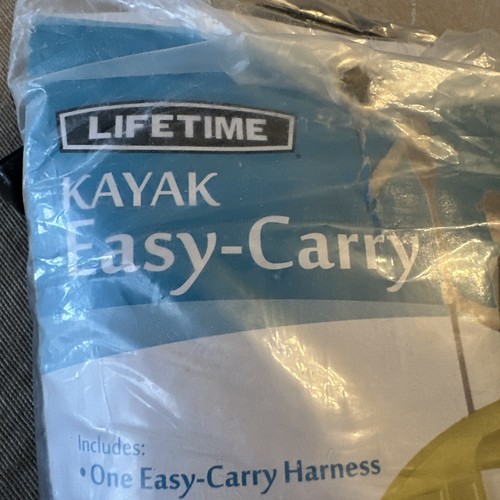 LIFETIME
KAYAK
Easy-Carry
Includes:
•One Easy-Carry Harness